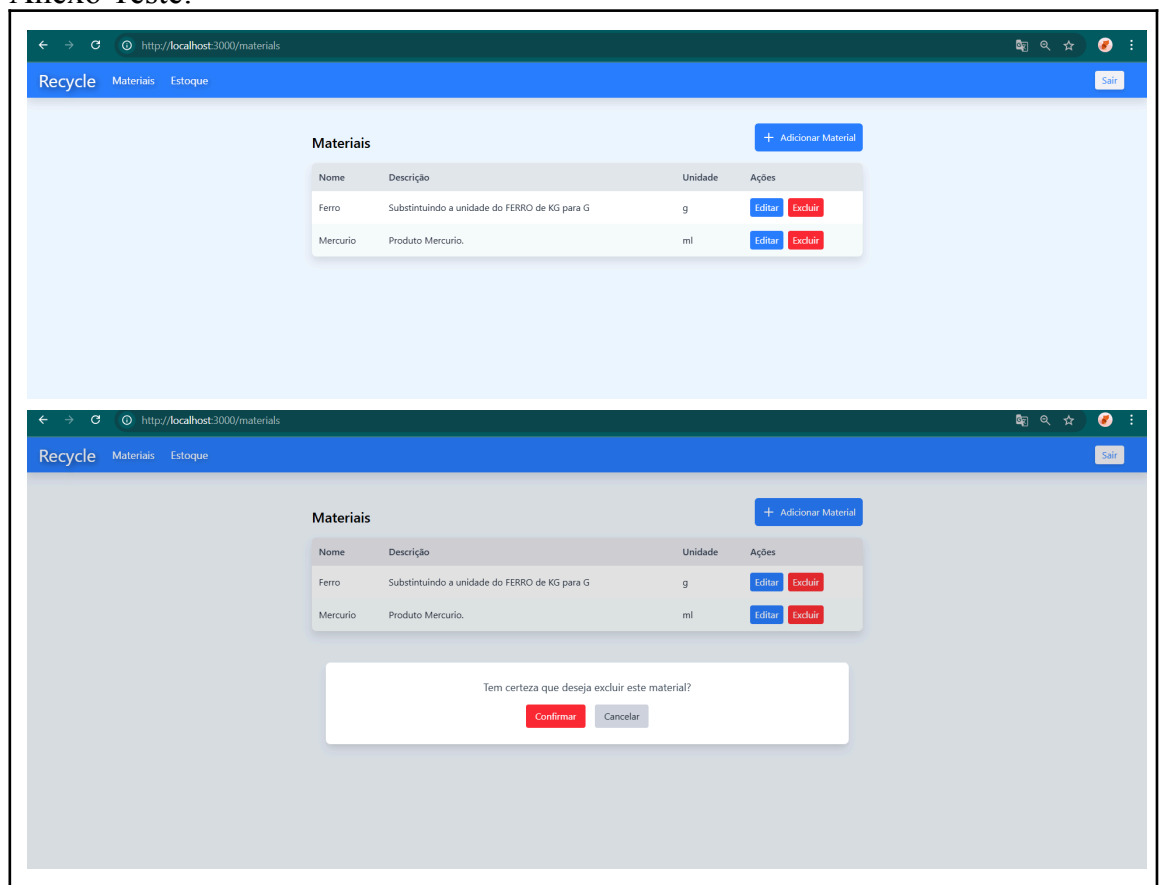 Anexo Teste:
http://localhost:3000/materials
Recycle Materiais Estoque Sair
Materiais + Adicionar Material
Nome Descrição Unidade Ações
Ferro Substintuindo a unidade do FERRO de KG para G g Editar Excluir
Mercurio Produto Mercurio. ml Editar Excluir
http://localhost:3000/materials
Recycle Materiais Estoque Sair
Materiais + Adicionar Material
Nome Descrição Unidade Ações
Ferro Substintuindo a unidade do FERRO de KG para G g Editar Excluir
Mercurio Produto Mercurio. ml Editar Excluir
Tem certeza que deseja excluir este material?
Confirmar Cancelar